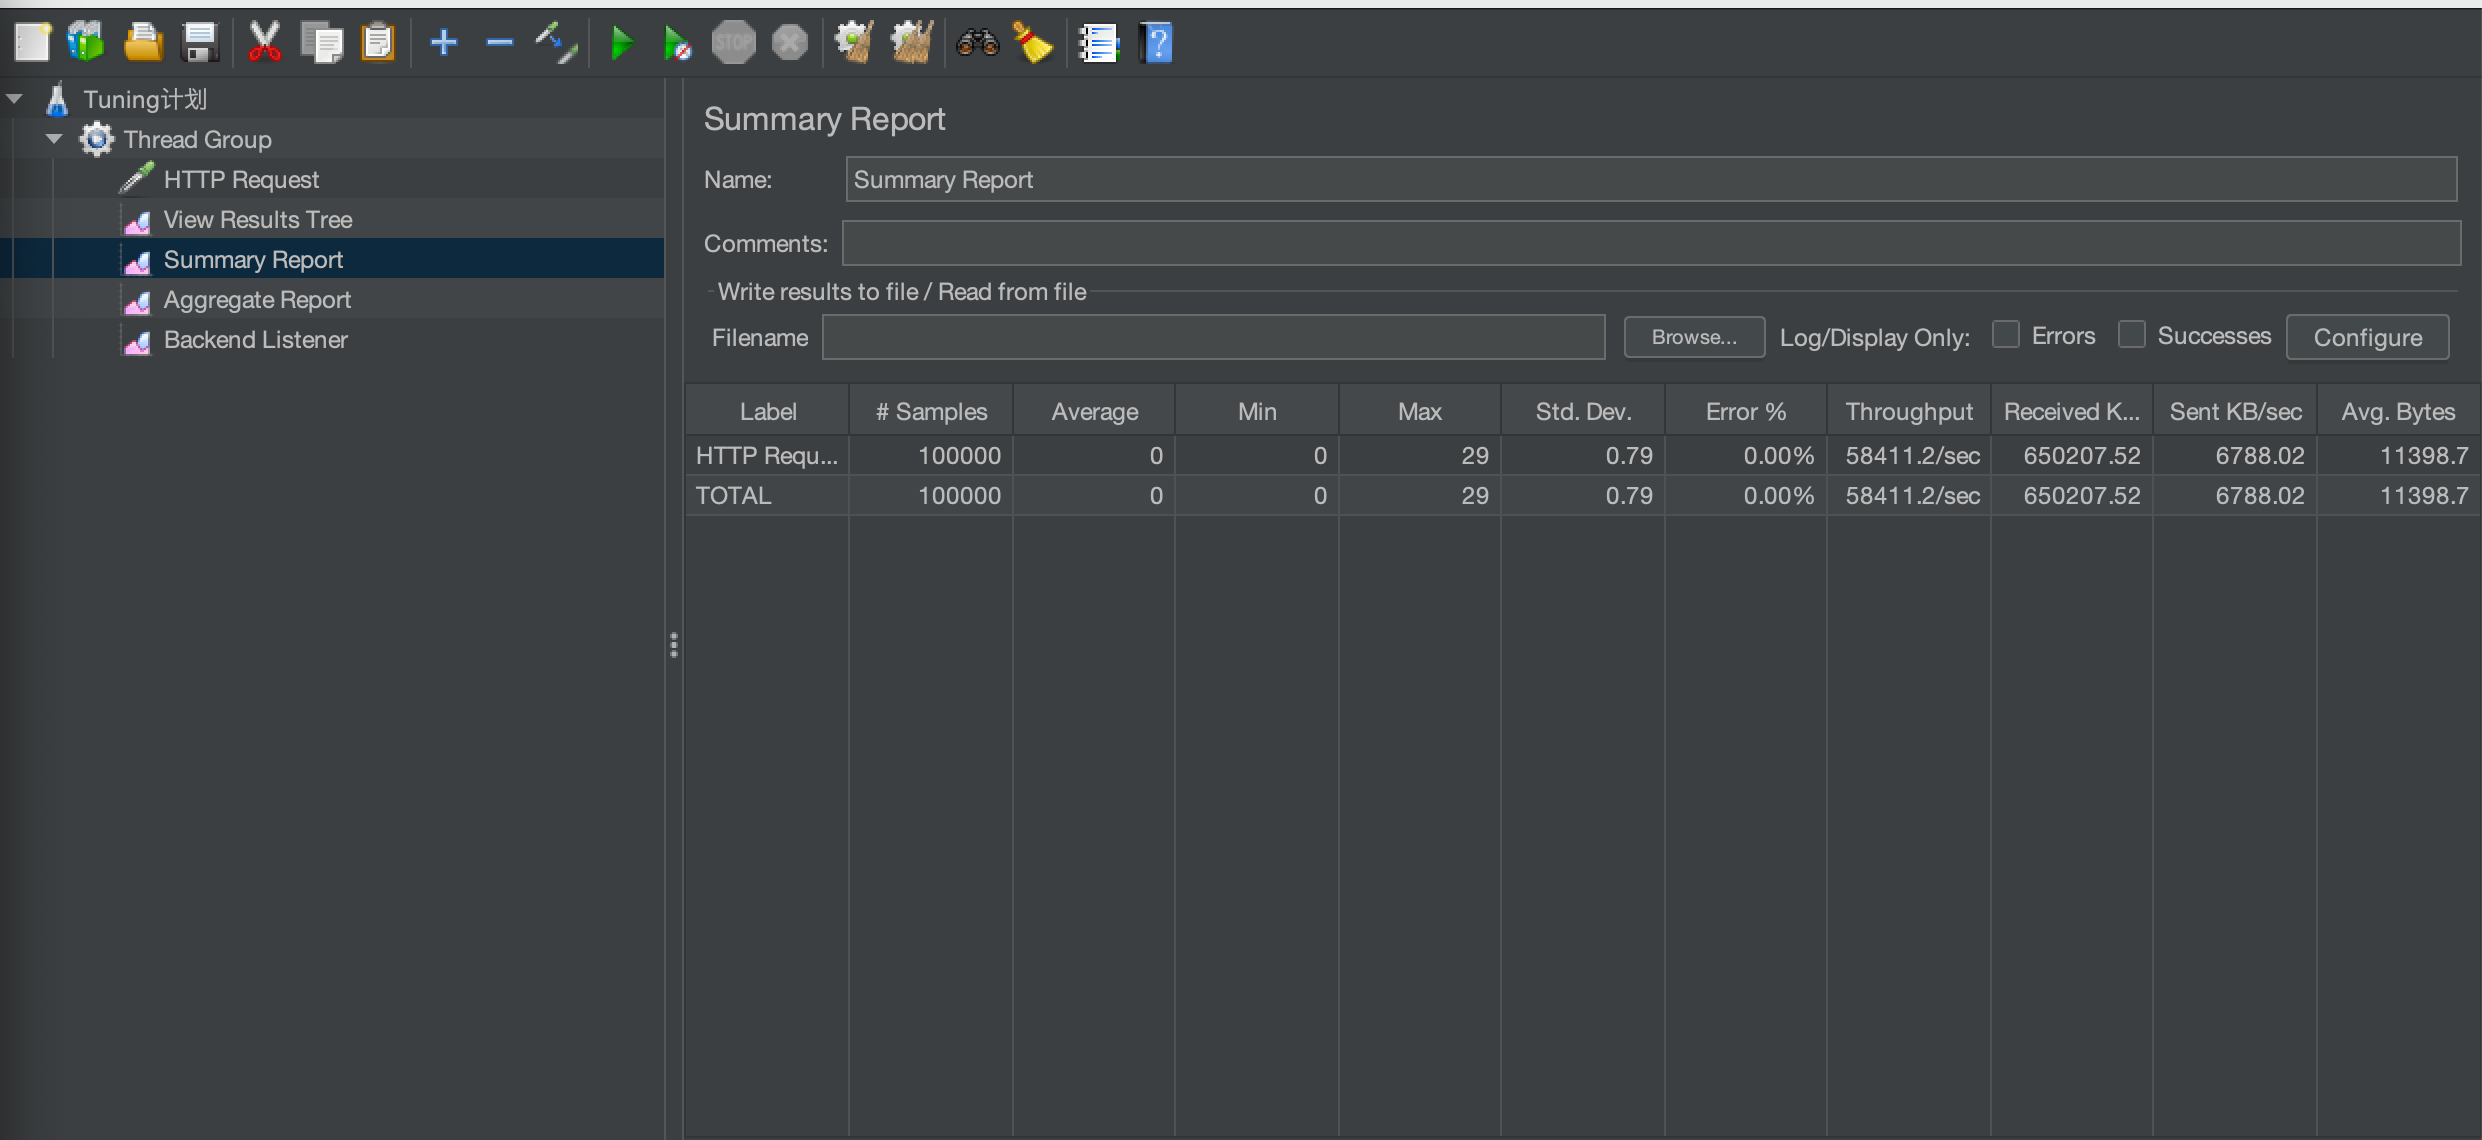 STOP
Tuning计划
Thread Group
HTTP Request
View Results Tree
Summary Report
Aggregate Report
Backend Listener
Summary Report
Name: Summary Report
Comments:
Write results to file / Read from file
Filename Browse... Log/Display Only: Errors Successes Configure
Label # Samples Average Min Max Std. Dev. Error % Throughput Received K... Sent KB/sec Avg. Bytes
HTTP Requ... 100000 0 0 29 0.79 0.00% 58411.2/sec 650207.52 6788.02 11398.7
TOTAL 100000 0 0 29 0.79 0.00% 58411.2/sec 650207.52 6788.02 11398.7